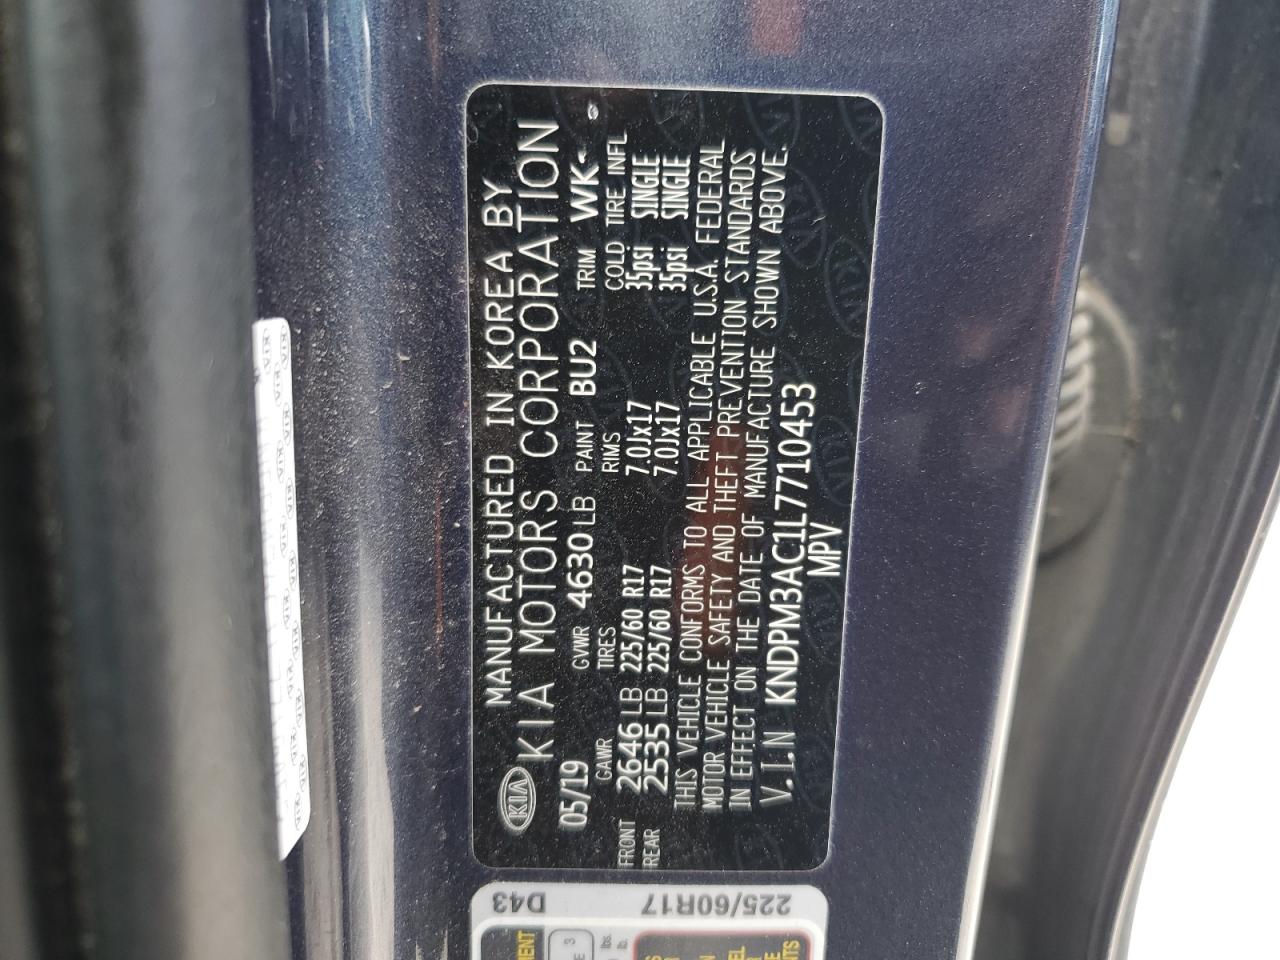 KIA
MANUFACTURED IN KOREA BY
KIA MOTORS CORPORATION
05/19 GVWR 4630 LB PAINT BU2 TRIM WK
GAWR TIRES RIMS COLD TIRE INFL
FRONT 2646 LB 225/60 R17 7.0Jx17 35psi SINGLE
REAR 2535 LB 225/60 R17 7.0Jx17 35psi SINGLE
THIS VEHICLE CONFORMS TO ALL APPLICABLE U.S.A. FEDERAL
MOTOR VEHICLE SAFETY AND THEFT PREVENTION STANDARDS
IN EFFECT ON THE DATE OF MANUFACTURE SHOWN ABOVE.
V.I.N KNDPM3AC1L7710453
MPV
D43
225/60R17